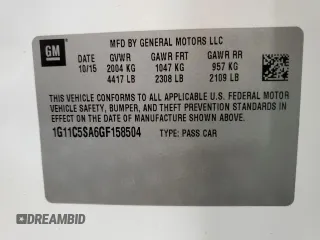 GM
MFD BY GENERAL MOTORS LLC
DATE GVWR GAWR FRT GAWR RR
10/15 2004 KG 1047 KG 957 KG
4417 LB 2308 LB 2109 LB
THIS VEHICLE CONFORMS TO ALL APPLICABLE U.S. FEDERAL MOTOR
VEHICLE SAFETY, BUMPER, AND THEFT PREVENTION STANDARDS IN
EFFECT ON THE DATE OF MANUFACTURE SHOWN ABOVE.
1G11C5SA6GF158504 TYPE: PASS CAR
DREAMBID